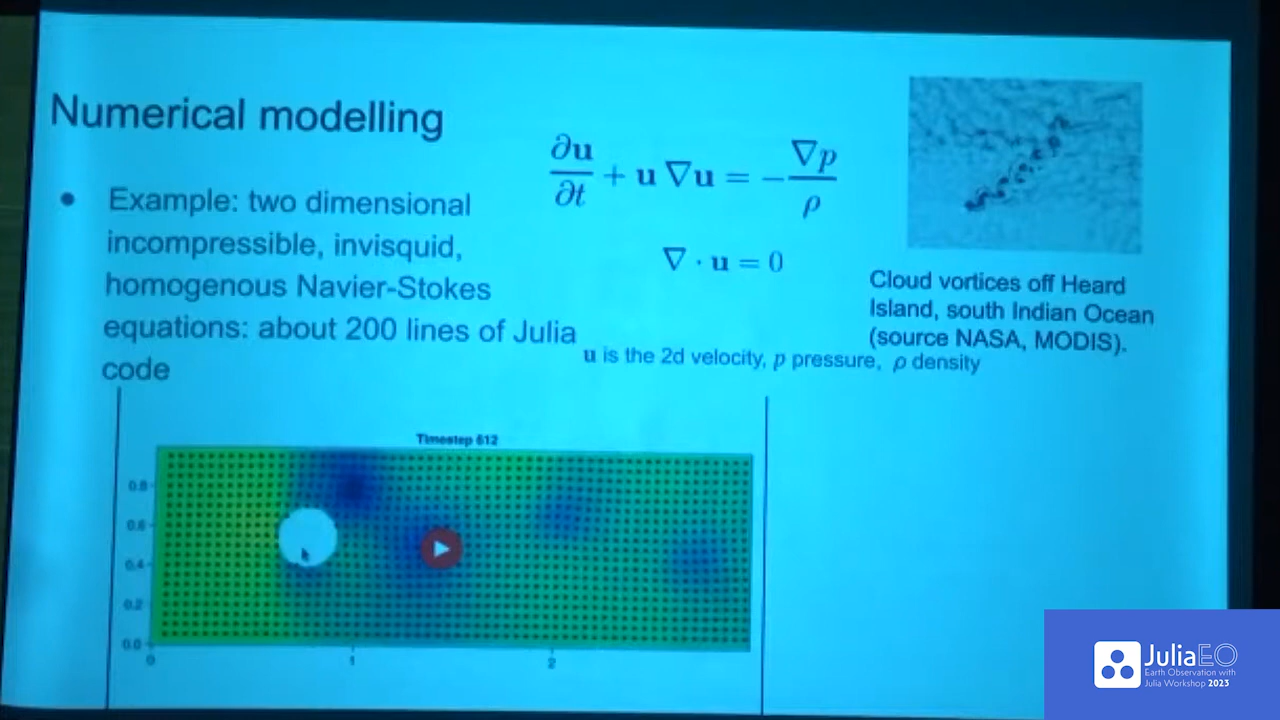 Numerical modelling
● Example: two dimensional
incompressible, invisquid,
homogenous Navier-Stokes
equations: about 200 lines of Julia
code
∂u/∂t + u ∇u = −∇p/ρ
∇ · u = 0
u is the 2d velocity, p pressure, ρ density
Cloud vortices off Heard
Island, south Indian Ocean
(source NASA, MODIS).
Timestep 612
0.8
0.6
0.4
0.2
0.0
0 1 2
JuliaEO
Earth Observation with
Julia Workshop 2023